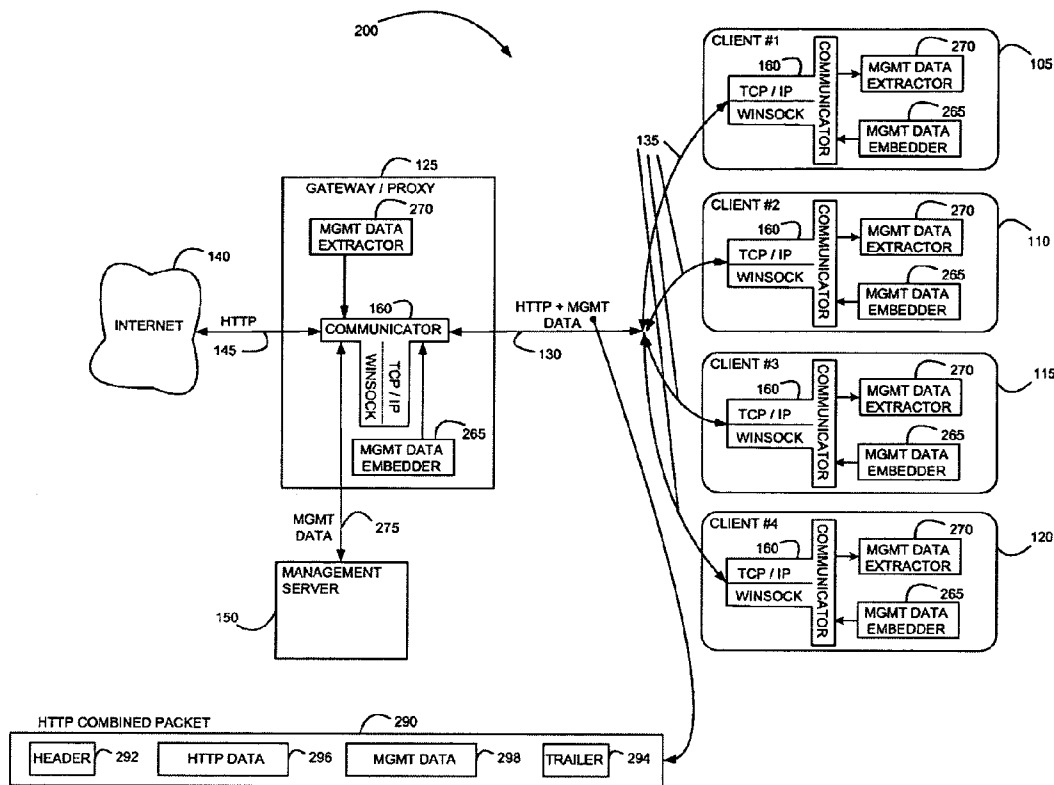 200
CLIENT #1
160
TCP / IP
WINSOCK
COMMUNICATOR
270
MGMT DATA
EXTRACTOR
265
MGMT DATA
EMBEDDER
105
135
CLIENT #2
160
TCP / IP
WINSOCK
COMMUNICATOR
270
MGMT DATA
EXTRACTOR
265
MGMT DATA
EMBEDDER
110
CLIENT #3
160
TCP / IP
WINSOCK
COMMUNICATOR
270
MGMT DATA
EXTRACTOR
265
MGMT DATA
EMBEDDER
115
CLIENT #4
160
TCP / IP
WINSOCK
COMMUNICATOR
270
MGMT DATA
EXTRACTOR
265
MGMT DATA
EMBEDDER
120
125
GATEWAY / PROXY
270
MGMT DATA
EXTRACTOR
160
COMMUNICATOR
WINSOCK
TCP / IP
265
MGMT DATA
EMBEDDER
140
INTERNET
HTTP
145
HTTP + MGMT
DATA
130
MGMT
DATA
275
MANAGEMENT
SERVER
150
HTTP COMBINED PACKET
290
HEADER
292
HTTP DATA
296
MGMT DATA
298
TRAILER
294